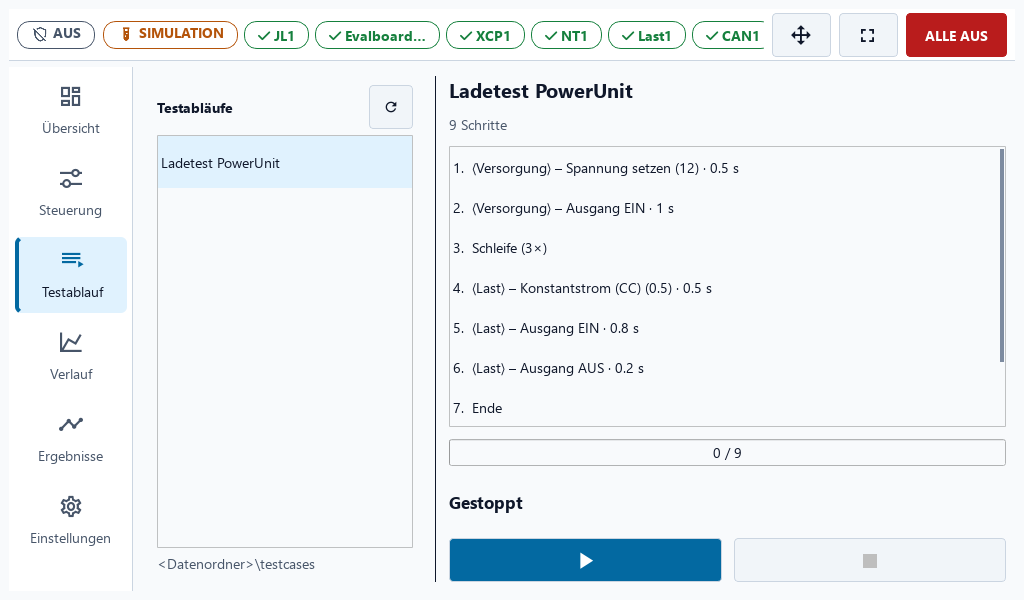 AUS
SIMULATION
JL1
Evalboard...
XCP1
NT1
Last1
CAN1
ALLE AUS
Übersicht
Steuerung
Testablauf
Verlauf
Ergebnisse
Einstellungen
Testabläufe
Ladetest PowerUnit
<Datenordner>\testcases
Ladetest PowerUnit
9 Schritte
1. ⟨Versorgung⟩ – Spannung setzen (12) · 0.5 s
2. ⟨Versorgung⟩ – Ausgang EIN · 1 s
3. Schleife (3×)
4. ⟨Last⟩ – Konstantstrom (CC) (0.5) · 0.5 s
5. ⟨Last⟩ – Ausgang EIN · 0.8 s
6. ⟨Last⟩ – Ausgang AUS · 0.2 s
7. Ende
0 / 9
Gestoppt